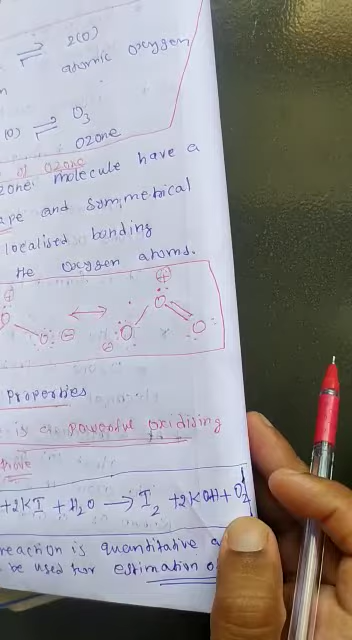 ⇌ 2(O)
atomic oxygen
(O) ⇌ O3
Ozone
of Ozone
molecule have a
and symmetrical
localised bonding
the oxygen atoms.
⊕ ⊕
O O
O ⊖ ↔ ⊖ O O
Properties
is a powerful oxidising
+2KI + H2O → I2 + 2KOH + O2↑
reaction is quantitative a
be used for estimation o